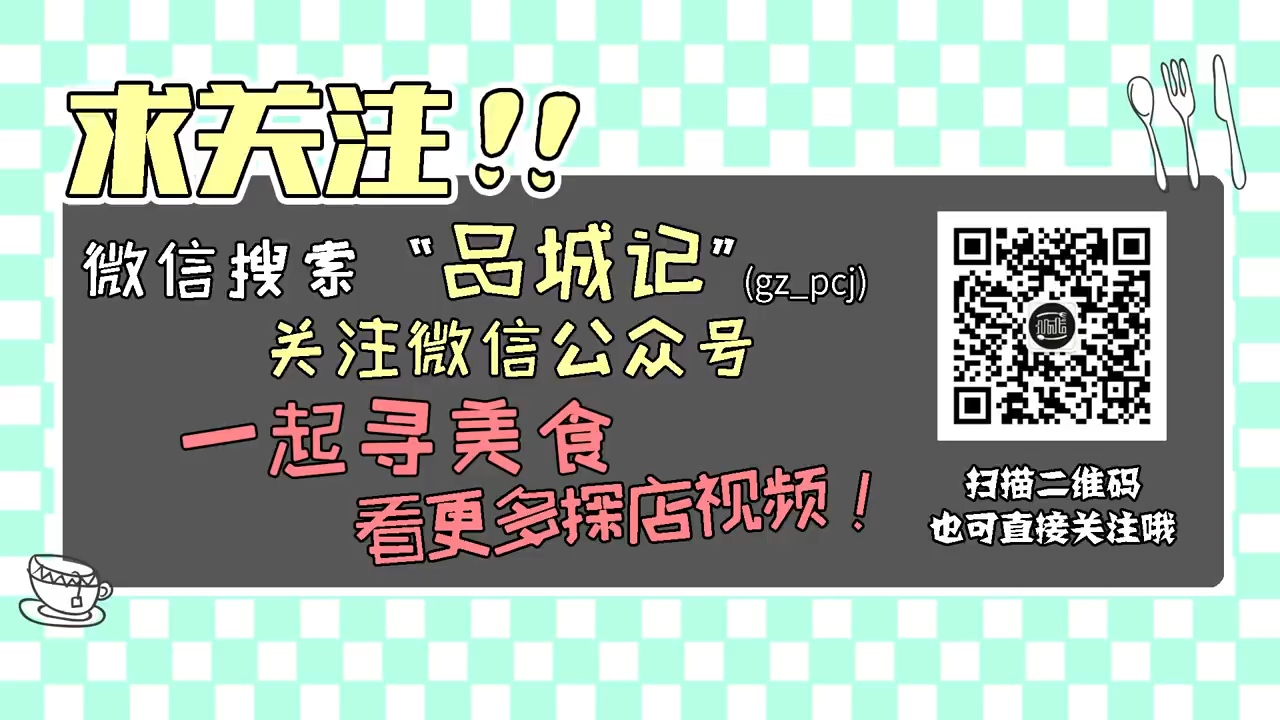 求关注!!
微信搜索 “品城记”(gz_pcj)
关注微信公众号
一起寻美食
看更多探店视频！
扫描二维码
也可直接关注哦